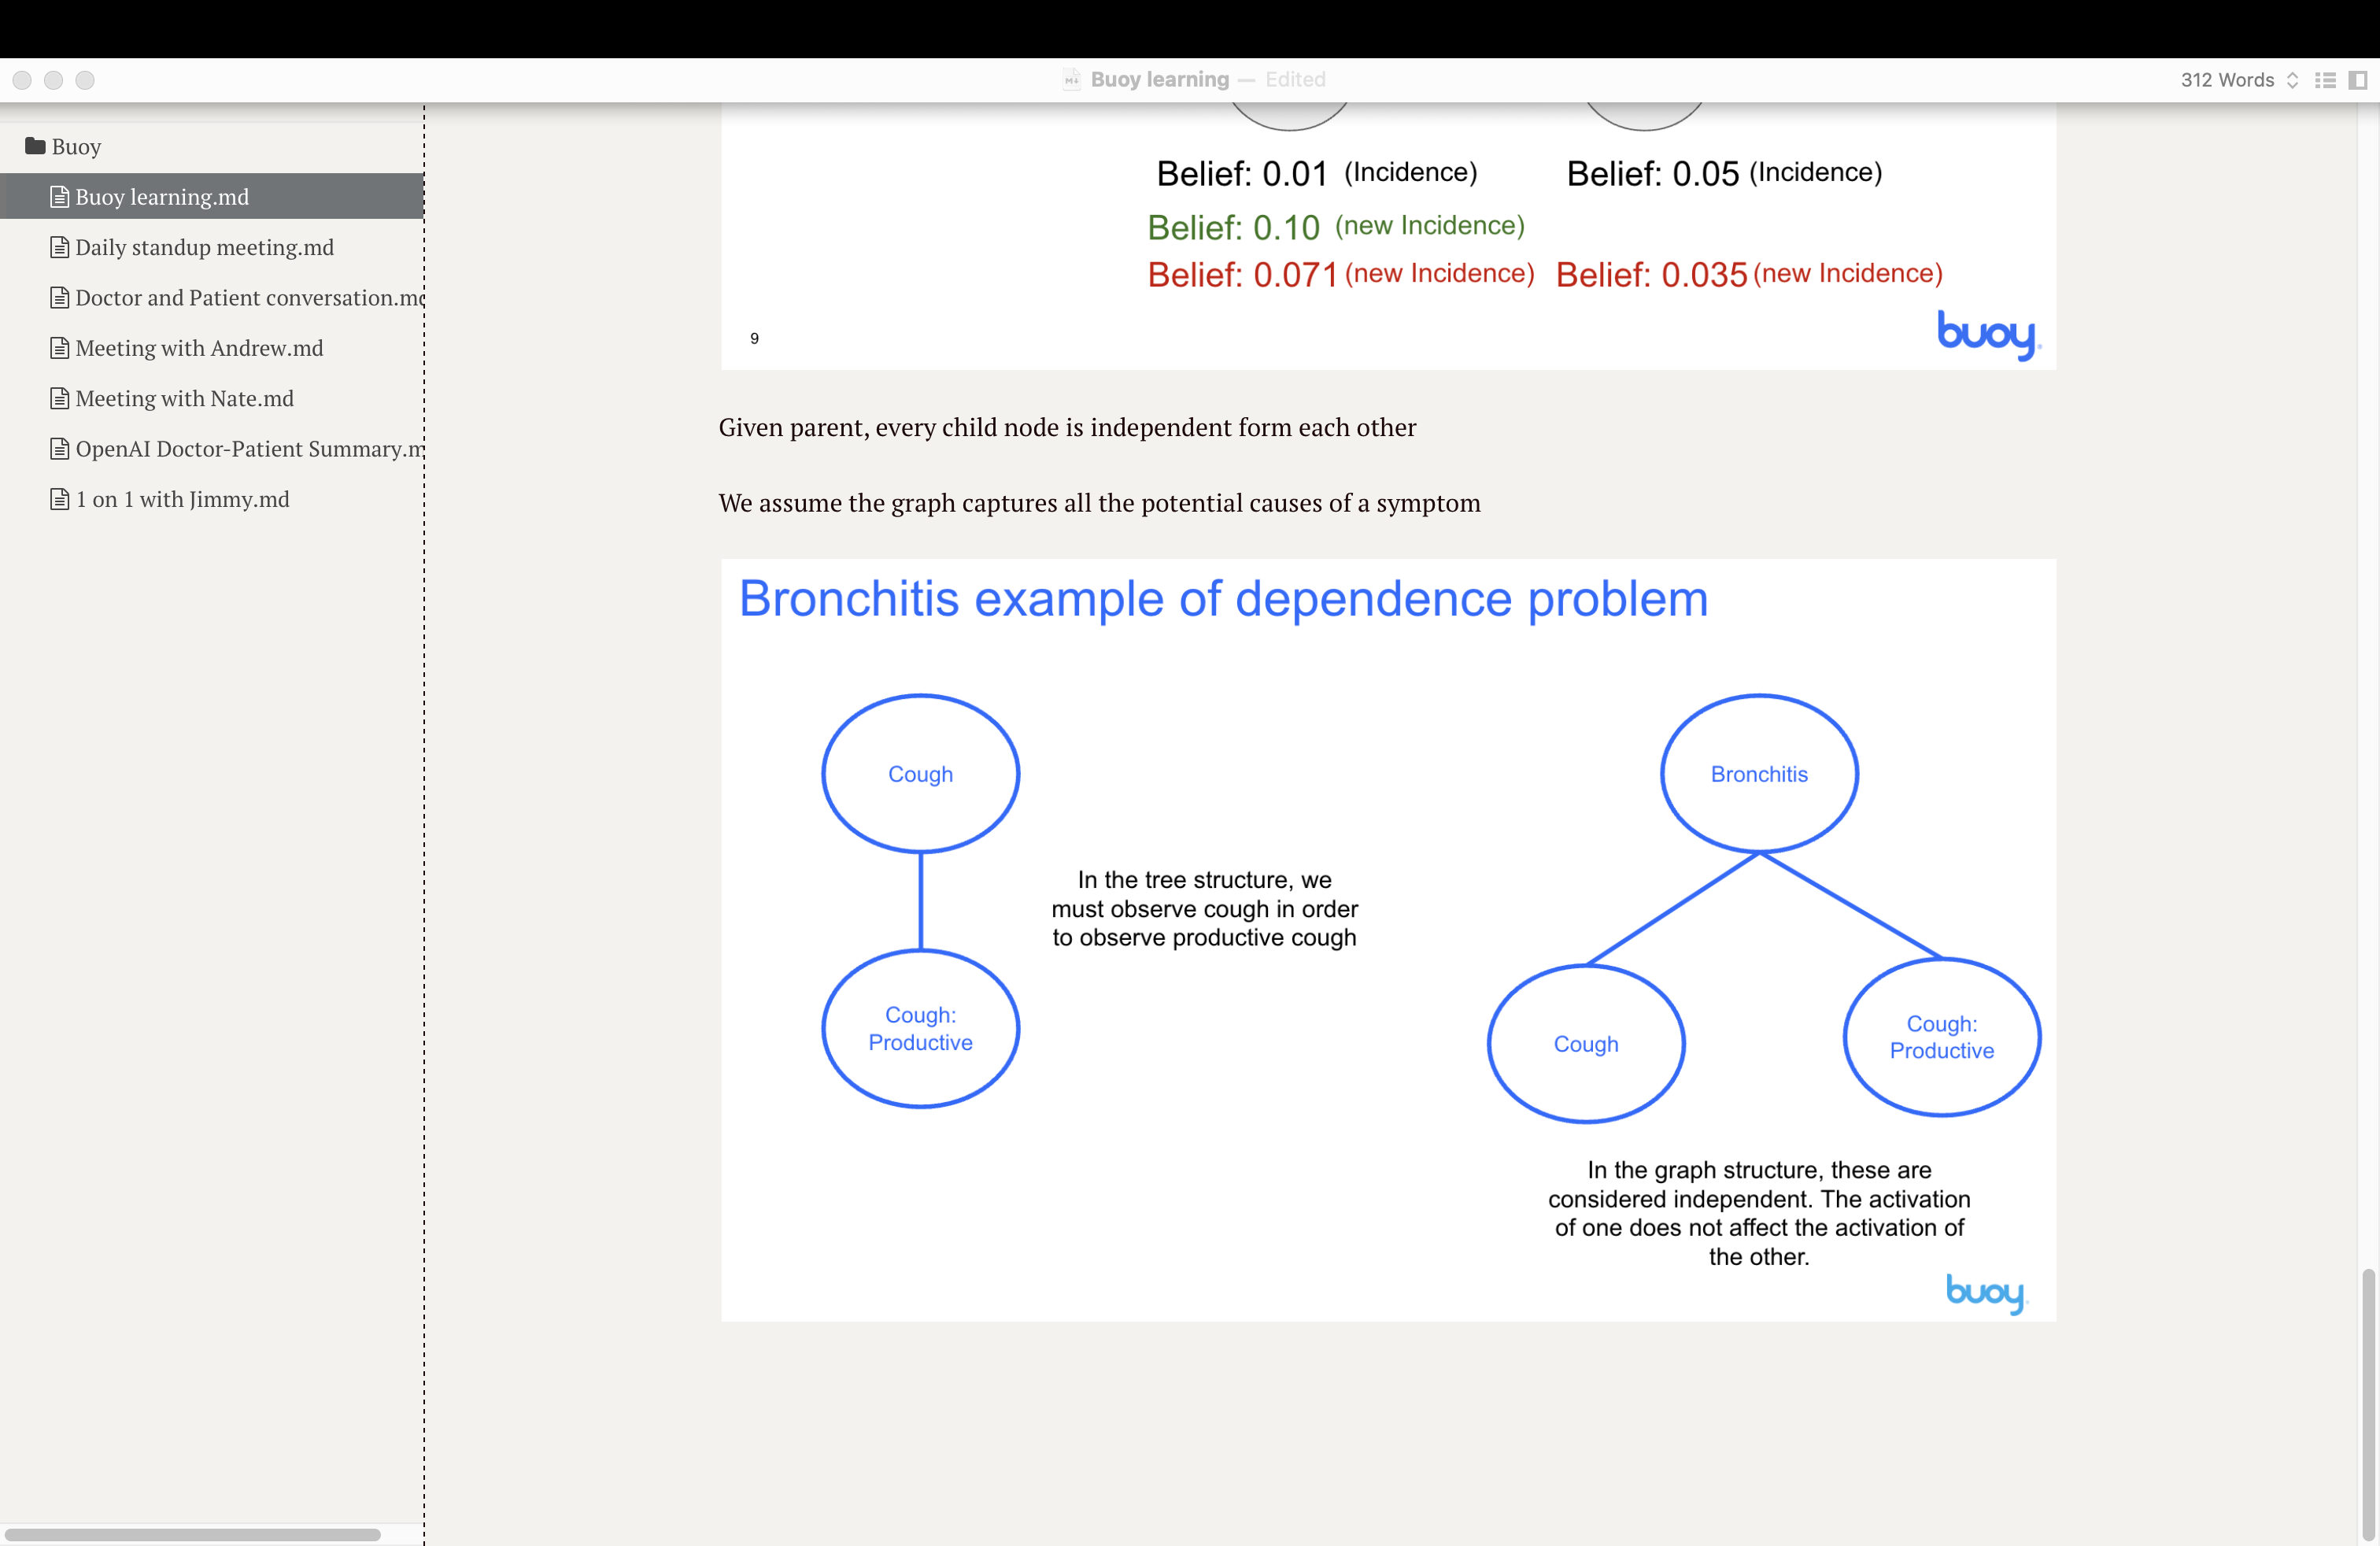 Buoy learning — Edited
312 Words
Buoy
Buoy learning.md
Daily standup meeting.md
Doctor and Patient conversation.mc
Meeting with Andrew.md
Meeting with Nate.md
OpenAI Doctor-Patient Summary.m
1 on 1 with Jimmy.md
Belief: 0.01 (Incidence) Belief: 0.05 (Incidence)
Belief: 0.10 (new Incidence)
Belief: 0.071 (new Incidence) Belief: 0.035 (new Incidence)
9
buoy
Given parent, every child node is independent form each other
We assume the graph captures all the potential causes of a symptom
Bronchitis example of dependence problem
Cough
Bronchitis
In the tree structure, we
must observe cough in order
to observe productive cough
Cough:
Productive
Cough
Cough:
Productive
In the graph structure, these are
considered independent. The activation
of one does not affect the activation of
the other.
buoy